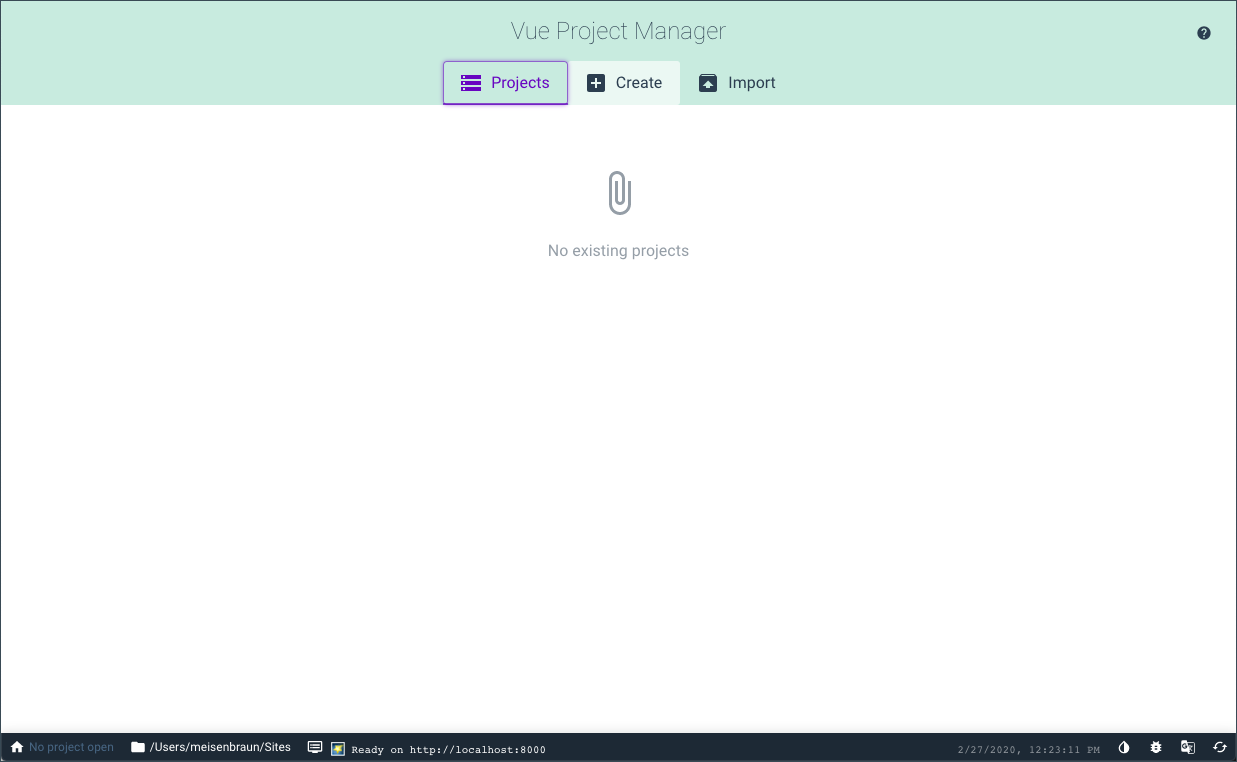 Vue Project Manager
Projects Create Import
No existing projects
No project open /Users/meisenbraun/Sites Ready on http://localhost:8000 2/27/2020, 12:23:11 PM